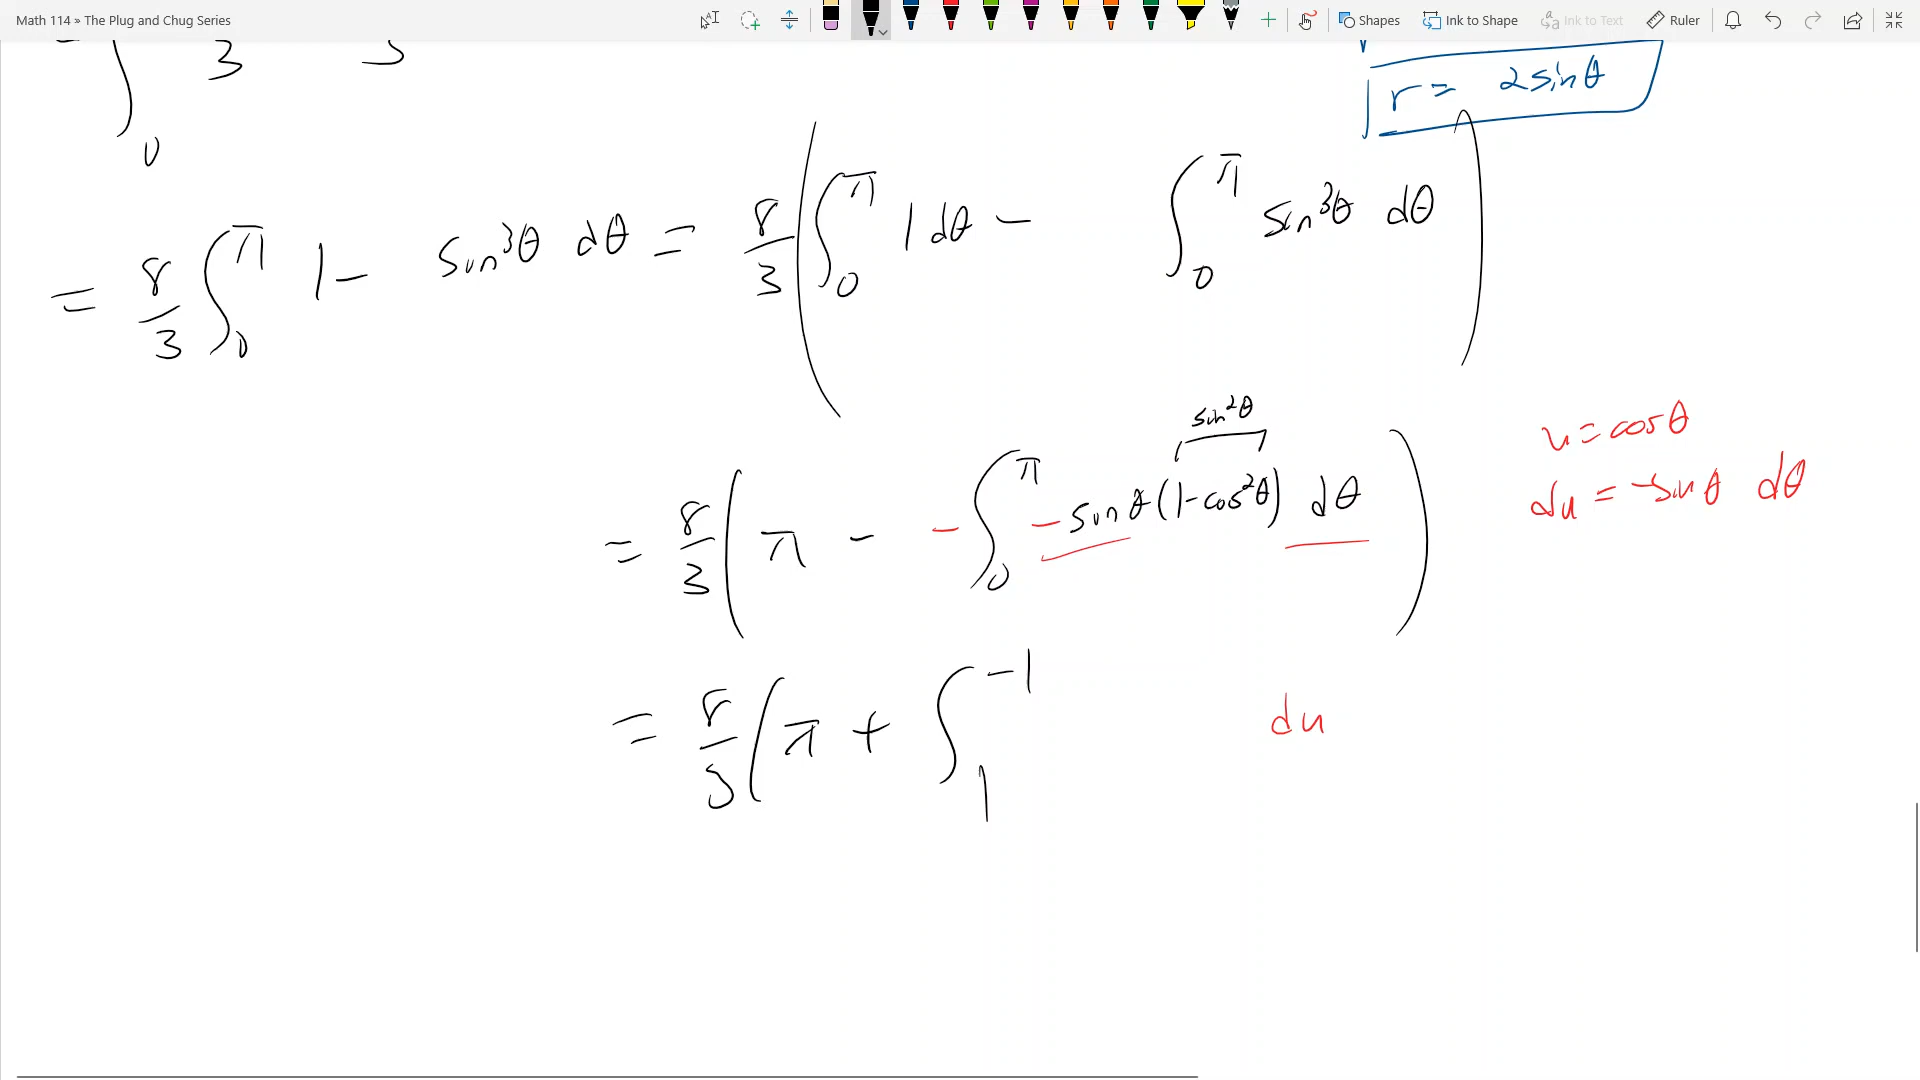 Math 114 » The Plug and Chug Series
Shapes
Ink to Shape
Ink to Text
Ruler
∫ 0 3
r = 2sinθ
= 8/3 ∫_0^π 1 - sin³θ dθ = 8/3 ( ∫_0^π 1 dθ - ∫_0^π sin³θ dθ )
sin²θ
= 8/3 ( π - - ∫_0^π -sinθ (1-cos²θ) dθ )
u = cosθ
du = -sinθ dθ
= 8/3 ( π + ∫_1^-1 du